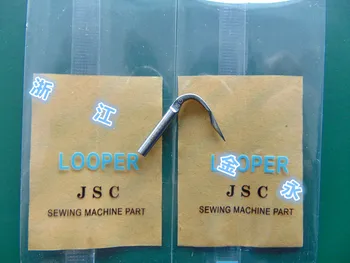 浙
江
LOOPER
JSC
SEWING MACHINE PART
LOOPER
金
永
JSC
SEWING MACHINE PART